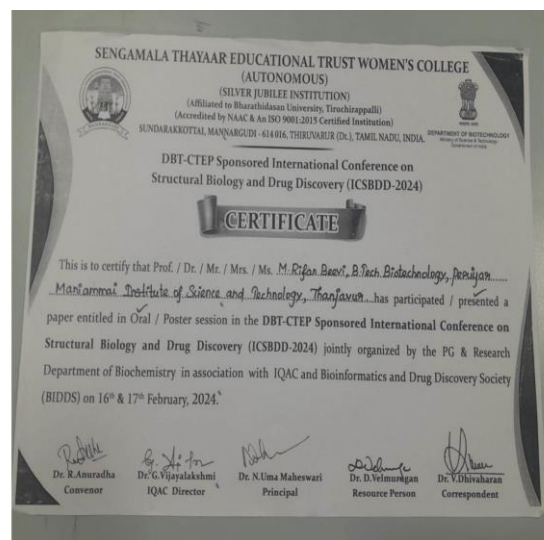 SENGAMALA THAYAAR EDUCATIONAL TRUST WOMEN'S COLLEGE
(AUTONOMOUS)
(SILVER JUBILEE INSTITUTION)
(Affiliated to Bharathidasan University, Tiruchirappalli)
(Accredited by NAAC & An ISO 9001:2015 Certified Institution)
SUNDARAKKOTTAI, MANNARGUDI - 614 016, THIRUVARUR (Dt.), TAMIL NADU, INDIA.
DEPARTMENT OF BIOTECHNOLOGY
Ministry of Science & Technology
Government of India
DBT-CTEP Sponsored International Conference on
Structural Biology and Drug Discovery (ICSBDD-2024)
CERTIFICATE
This is to certify that Prof. / Dr. / Mr. / Mrs. / Ms. M. Rifan Beevi, B.Tech Biotechnology, Periyar
Maniammai Institute of Science and Technology, Thanjavur has participated / presented a
paper entitled in Oral / Poster session in the DBT-CTEP Sponsored International Conference on
Structural Biology and Drug Discovery (ICSBDD-2024) jointly organized by the PG & Research
Department of Biochemistry in association with IQAC and Bioinformatics and Drug Discovery Society
(BIDDS) on 16th & 17th February, 2024.
Dr. R.Anuradha
Convenor
Dr. G.Vijayalakshmi
IQAC Director
Dr. N.Uma Maheswari
Principal
Dr. D.Velmurugan
Resource Person
Dr. V.Dhivaharan
Correspondent